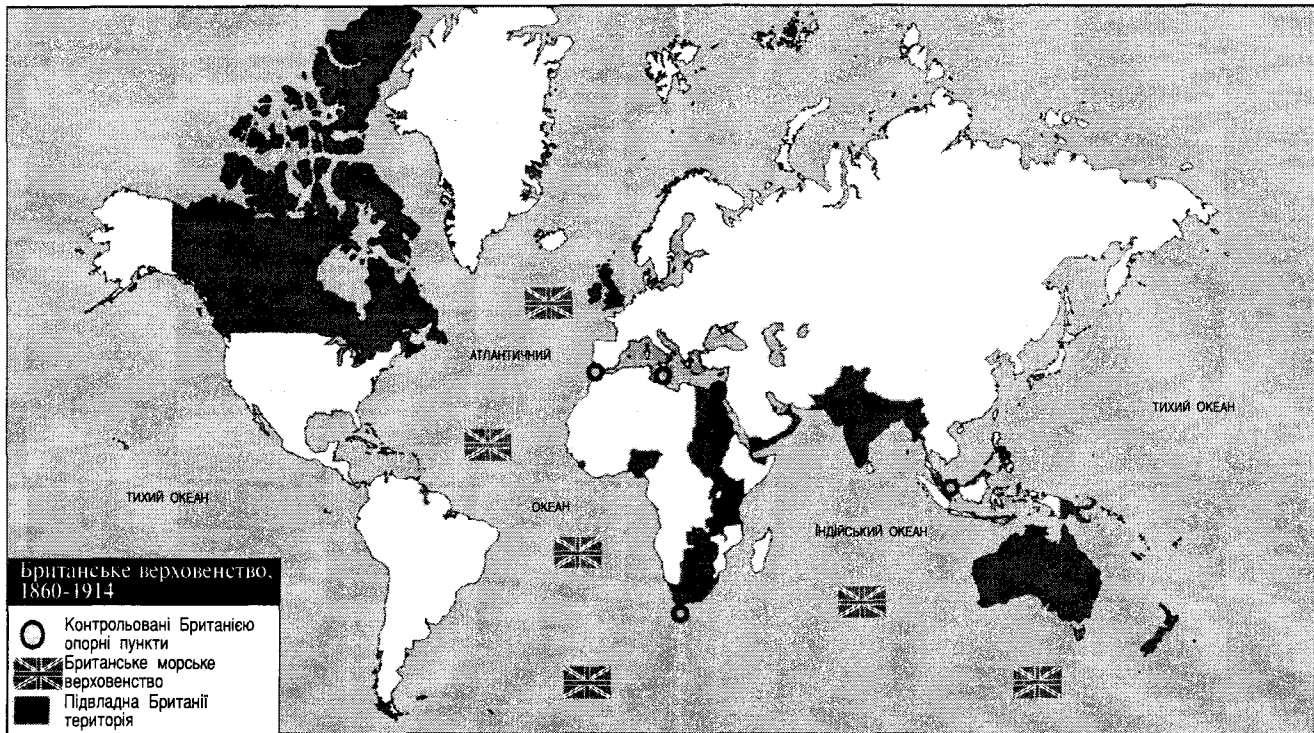 АТЛАНТИЧНИЙ
ТИХИЙ ОКЕАН
ТИХИЙ ОКЕАН
ОКЕАН
ІНДІЙСЬКИЙ ОКЕАН
Британське верховенство,
1860-1914
Контрольовані Британією
опорні пункти
Британське морське
верховенство
Підвладна Британії
територія